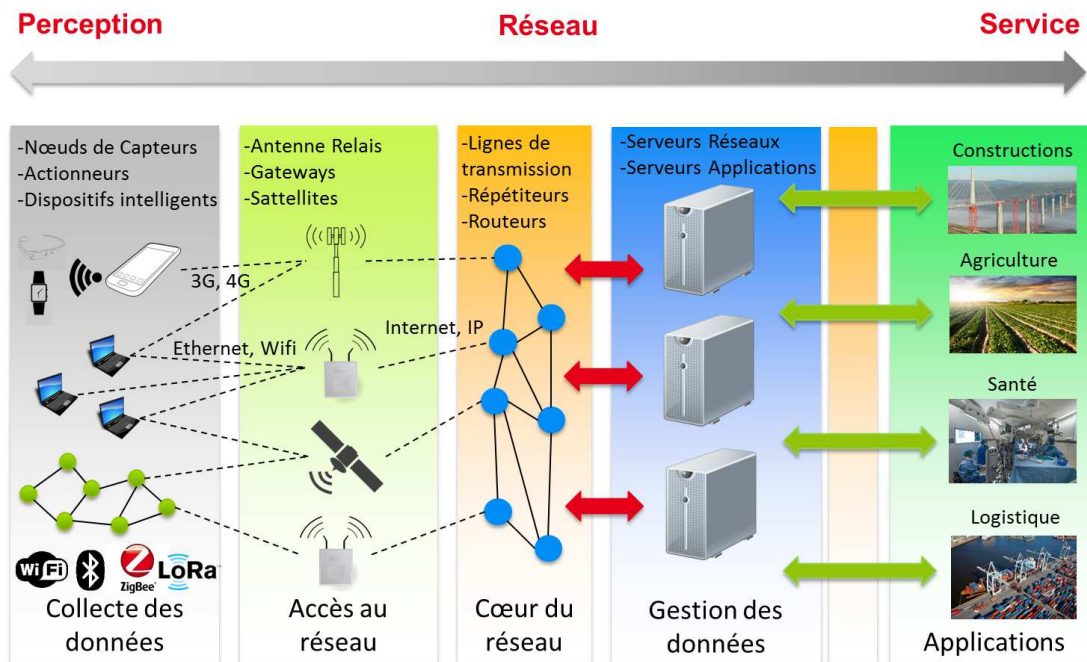 Perception
Réseau
Service
-Nœuds de Capteurs
-Actionneurs
-Dispositifs intelligents
3G, 4G
Ethernet, Wifi
WiFi
ZigBee
LoRa
Collecte des
données
-Antenne Relais
-Gateways
-Sattellites
Internet, IP
Accès au
réseau
-Lignes de
transmission
-Répétiteurs
-Routeurs
Cœur du
réseau
-Serveurs Réseaux
-Serveurs Applications
Gestion des
données
Constructions
Agriculture
Santé
Logistique
Applications